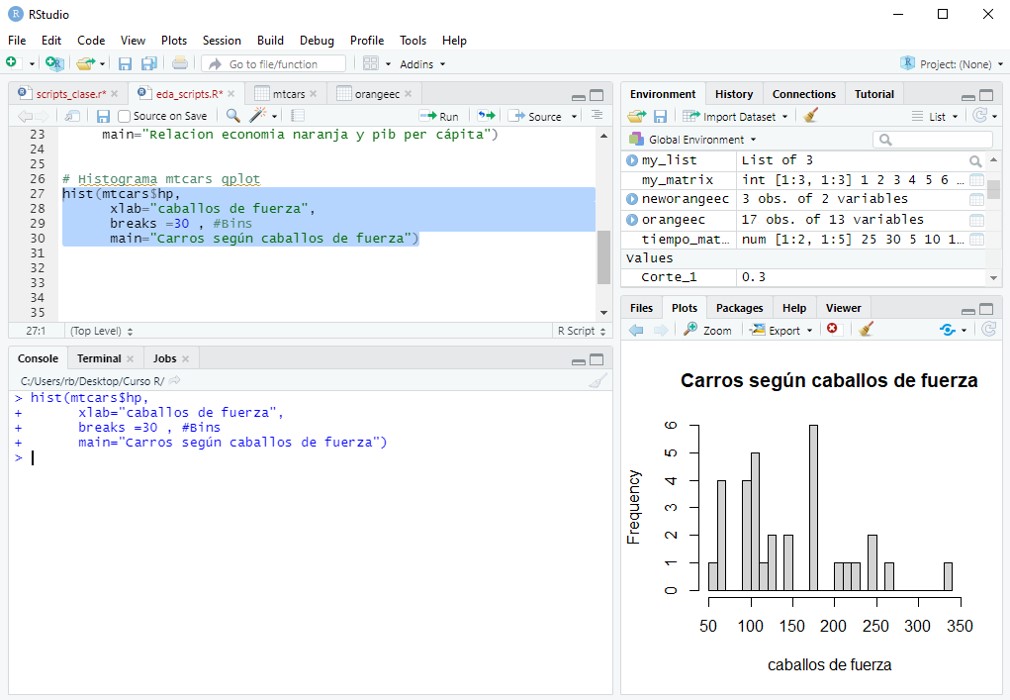 RStudio
File Edit Code View Plots Session Build Debug Profile Tools Help
Go to file/function Addins Project: (None)
scripts_clase.r* eda_scripts.R* mtcars orangeec
Source on Save Run Source
23 main="Relacion economia naranja y pib per cápita")
24
25
26 # Histograma mtcars qplot
27 hist(mtcars$hp,
28 xlab="caballos de fuerza",
29 breaks =30 , #Bins
30 main="Carros según caballos de fuerza")
31
32
33
34
35
27:1 (Top Level) R Script
Console Terminal Jobs
C:/Users/rb/Desktop/Curso R/
> hist(mtcars$hp,
+ xlab="caballos de fuerza",
+ breaks =30 , #Bins
+ main="Carros según caballos de fuerza")
>
Environment History Connections Tutorial
Import Dataset List
Global Environment
my_list List of 3
my_matrix int [1:3, 1:3] 1 2 3 4 5 6 …
neworangeec 3 obs. of 2 variables
orangeec 17 obs. of 13 variables
tiempo_mat… num [1:2, 1:5] 25 30 5 10 1…
values
Corte_1 0.3
Files Plots Packages Help Viewer
Zoom Export
Carros según caballos de fuerza
6
5
4
3
2
1
0
Frequency
50 100 150 200 250 300 350
caballos de fuerza